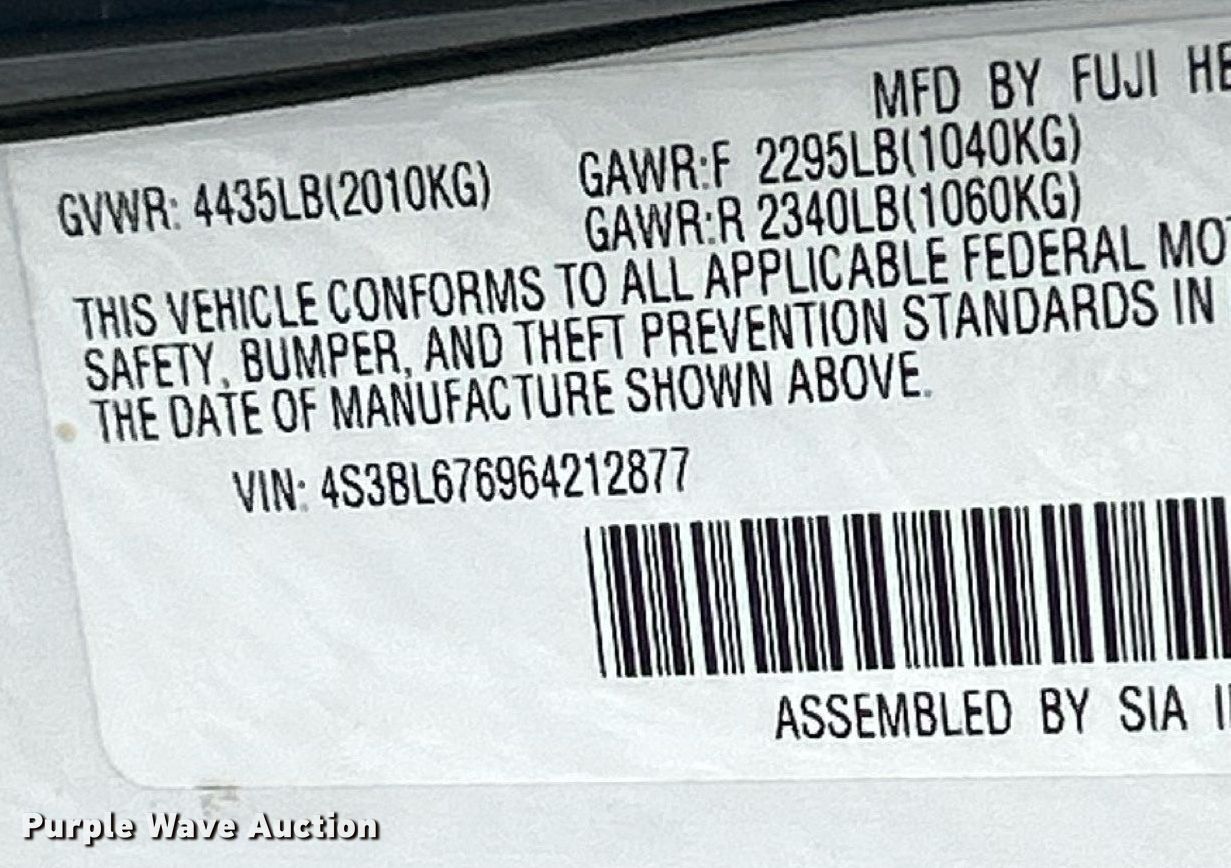 MFD BY FUJI HE
GVWR: 4435LB(2010KG)
GAWR:F 2295LB(1040KG)
GAWR:R 2340LB(1060KG)
THIS VEHICLE CONFORMS TO ALL APPLICABLE FEDERAL MOT
SAFETY, BUMPER, AND THEFT PREVENTION STANDARDS IN
THE DATE OF MANUFACTURE SHOWN ABOVE.
VIN: 4S3BL676964212877
ASSEMBLED BY SIA I
Purple Wave Auction